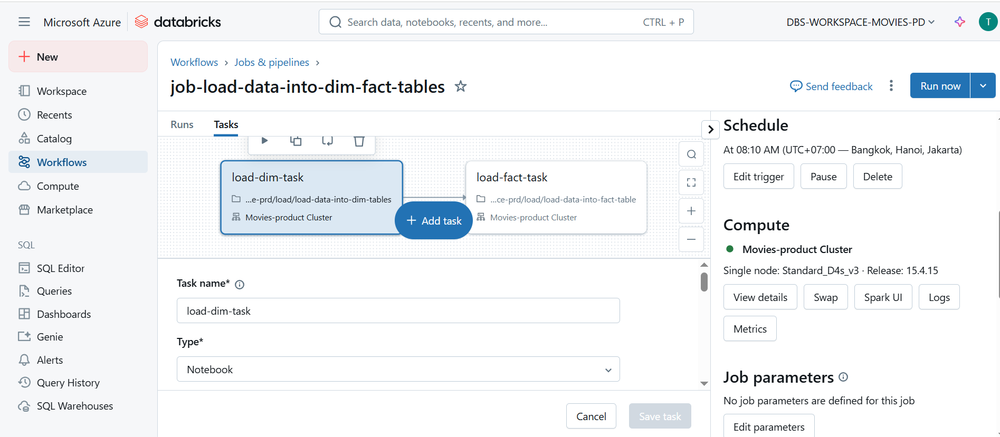 Microsoft Azure
databricks
Search data, notebooks, recents, and more...
CTRL + P
DBS-WORKSPACE-MOVIES-PD
T
New
Workspace
Recents
Catalog
Workflows
Compute
Marketplace
SQL
SQL Editor
Queries
Dashboards
Genie
Alerts
Query History
SQL Warehouses
Workflows › Jobs & pipelines ›
job-load-data-into-dim-fact-tables
Send feedback
Run now
Runs
Tasks
load-dim-task
...e-prd/load/load-data-into-dim-tables
Movies-product Cluster
load-fact-task
...ce-prd/load/load-data-into-fact-table
Movies-product Cluster
+ Add task
Task name*
load-dim-task
Type*
Notebook
Cancel
Save task
Schedule
At 08:10 AM (UTC+07:00 — Bangkok, Hanoi, Jakarta)
Edit trigger
Pause
Delete
Compute
Movies-product Cluster
Single node: Standard_D4s_v3 · Release: 15.4.15
View details
Swap
Spark UI
Logs
Metrics
Job parameters
No job parameters are defined for this job
Edit parameters